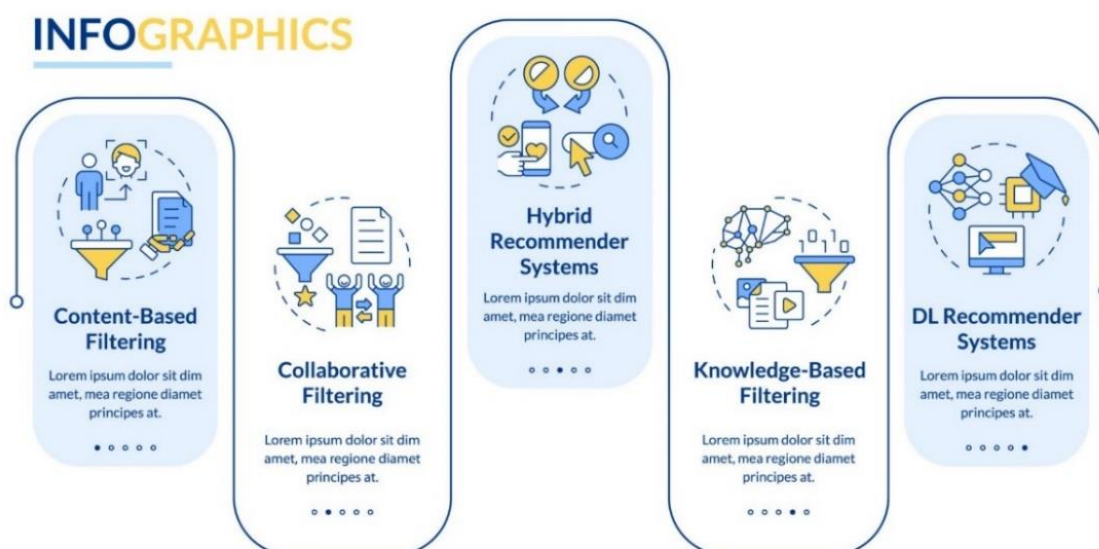 INFOGRAPHICS
Content-Based
Filtering
Lorem ipsum dolor sit dim
amet, mea regione diamet
principes at.
Collaborative
Filtering
Lorem ipsum dolor sit dim
amet, mea regione diamet
principes at.
Hybrid
Recommender
Systems
Lorem ipsum dolor sit dim
amet, mea regione diamet
principes at.
Knowledge-Based
Filtering
Lorem ipsum dolor sit dim
amet, mea regione diamet
principes at.
DL Recommender
Systems
Lorem ipsum dolor sit dim
amet, mea regione diamet
principes at.